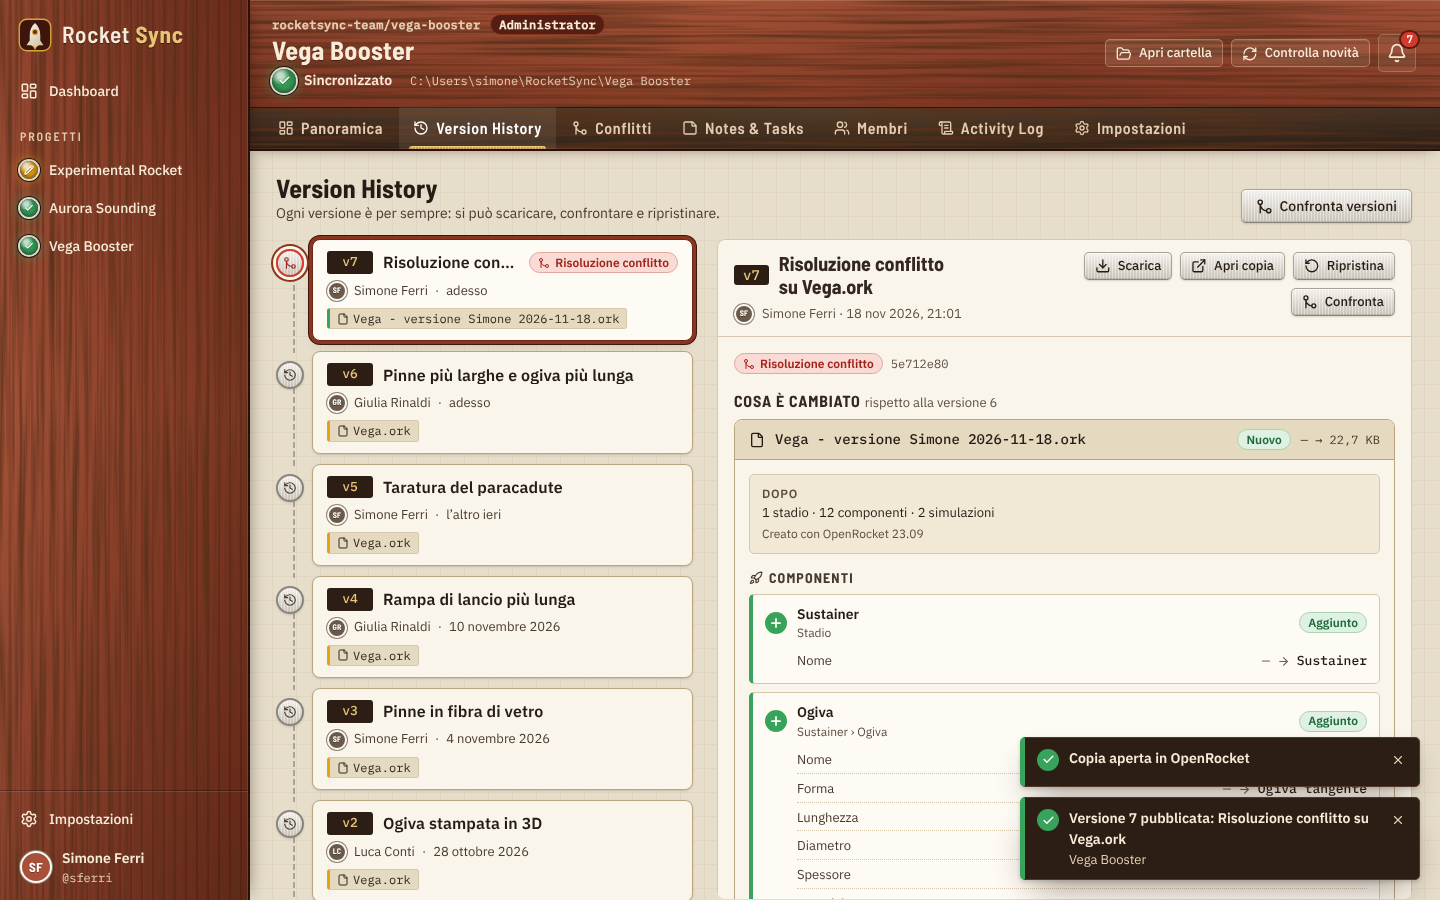 Rocket Sync
Dashboard
PROGETTI
Experimental Rocket
Aurora Sounding
Vega Booster
Impostazioni
SF
Simone Ferri
@sferri
rocketsync-team/vega-booster
Administrator
Vega Booster
Sincronizzato
C:\Users\simone\RocketSync\Vega Booster
Apri cartella
Controlla novità
7
Panoramica
Version History
Conflitti
Notes & Tasks
Membri
Activity Log
Impostazioni
Version History
Ogni versione è per sempre: si può scaricare, confrontare e ripristinare.
Confronta versioni
v7
Risoluzione con...
Risoluzione conflitto
SF
Simone Ferri · adesso
Vega - versione Simone 2026-11-18.ork
v6
Pinne più larghe e ogiva più lunga
GR
Giulia Rinaldi · adesso
Vega.ork
v5
Taratura del paracadute
SF
Simone Ferri · l'altro ieri
Vega.ork
v4
Rampa di lancio più lunga
GR
Giulia Rinaldi · 10 novembre 2026
Vega.ork
v3
Pinne in fibra di vetro
SF
Simone Ferri · 4 novembre 2026
Vega.ork
v2
Ogiva stampata in 3D
LC
Luca Conti · 28 ottobre 2026
Vega.ork
v7
Risoluzione conflitto
su Vega.ork
SF
Simone Ferri · 18 nov 2026, 21:01
Scarica
Apri copia
Ripristina
Confronta
Risoluzione conflitto
5e712e80
COSA È CAMBIATO rispetto alla versione 6
Vega - versione Simone 2026-11-18.ork
Nuovo
— → 22,7 KB
DOPO
1 stadio · 12 componenti · 2 simulazioni
Creato con OpenRocket 23.09
COMPONENTI
Sustainer
Stadio
Aggiunto
Nome
— → Sustainer
Ogiva
Sustainer › Ogiva
Aggiunto
Nome
Forma
— → Ogiva tangente
Lunghezza
Diametro
Spessore
Copia aperta in OpenRocket
Versione 7 pubblicata: Risoluzione conflitto su
Vega.ork
Vega Booster